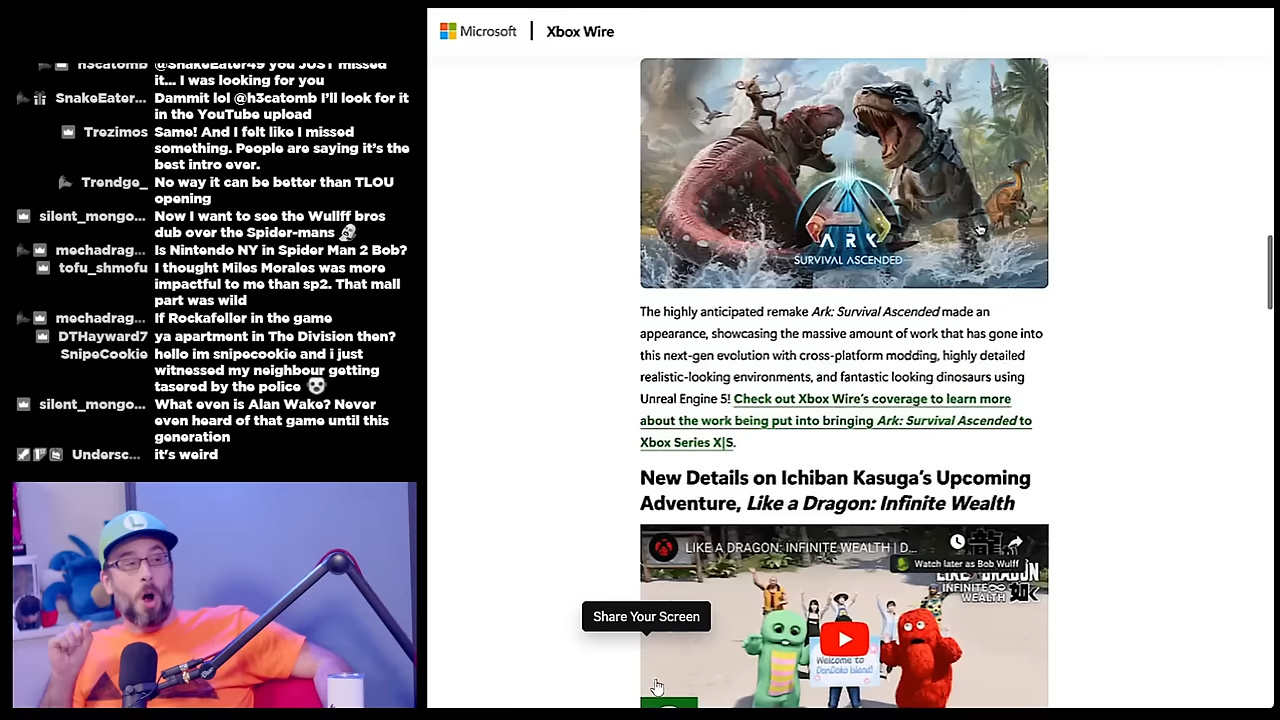 h3catomb @SnakeEater49 you JUST missed
it... I was looking for you
SnakeEater... Dammit lol @h3catomb I'll look for it
in the YouTube upload
Trezimos Same! And I felt like I missed
something. People are saying it's the
best intro ever.
Trendge_ No way it can be better than TLOU
opening
silent_mongo... Now I want to see the Wullff bros
dub over the Spider-mans
mechadrag... Is Nintendo NY in Spider Man 2 Bob?
tofu_shmofu I thought Miles Morales was more
impactful to me than sp2. That mall
part was wild
mechadrag... If Rockafeller in the game
DTHayward7 ya apartment in The Division then?
SnipeCookie hello im snipecookie and i just
witnessed my neighbour getting
tasered by the police
silent_mongo... What even is Alan Wake? Never
even heard of that game until this
generation
Undersc... it's weird
Microsoft | Xbox Wire
ARK
SURVIVAL ASCENDED
The highly anticipated remake Ark: Survival Ascended made an
appearance, showcasing the massive amount of work that has gone into
this next-gen evolution with cross-platform modding, highly detailed
realistic-looking environments, and fantastic looking dinosaurs using
Unreal Engine 5! Check out Xbox Wire's coverage to learn more
about the work being put into bringing Ark: Survival Ascended to
Xbox Series X|S.
New Details on Ichiban Kasuga's Upcoming
Adventure, Like a Dragon: Infinite Wealth
LIKE A DRAGON: INFINITE WEALTH | D...
Watch later as Bob Wulff
LIKE A DRAGON
INFINITE
WEALTH
Share Your Screen
Welcome to
DonDoko Island!